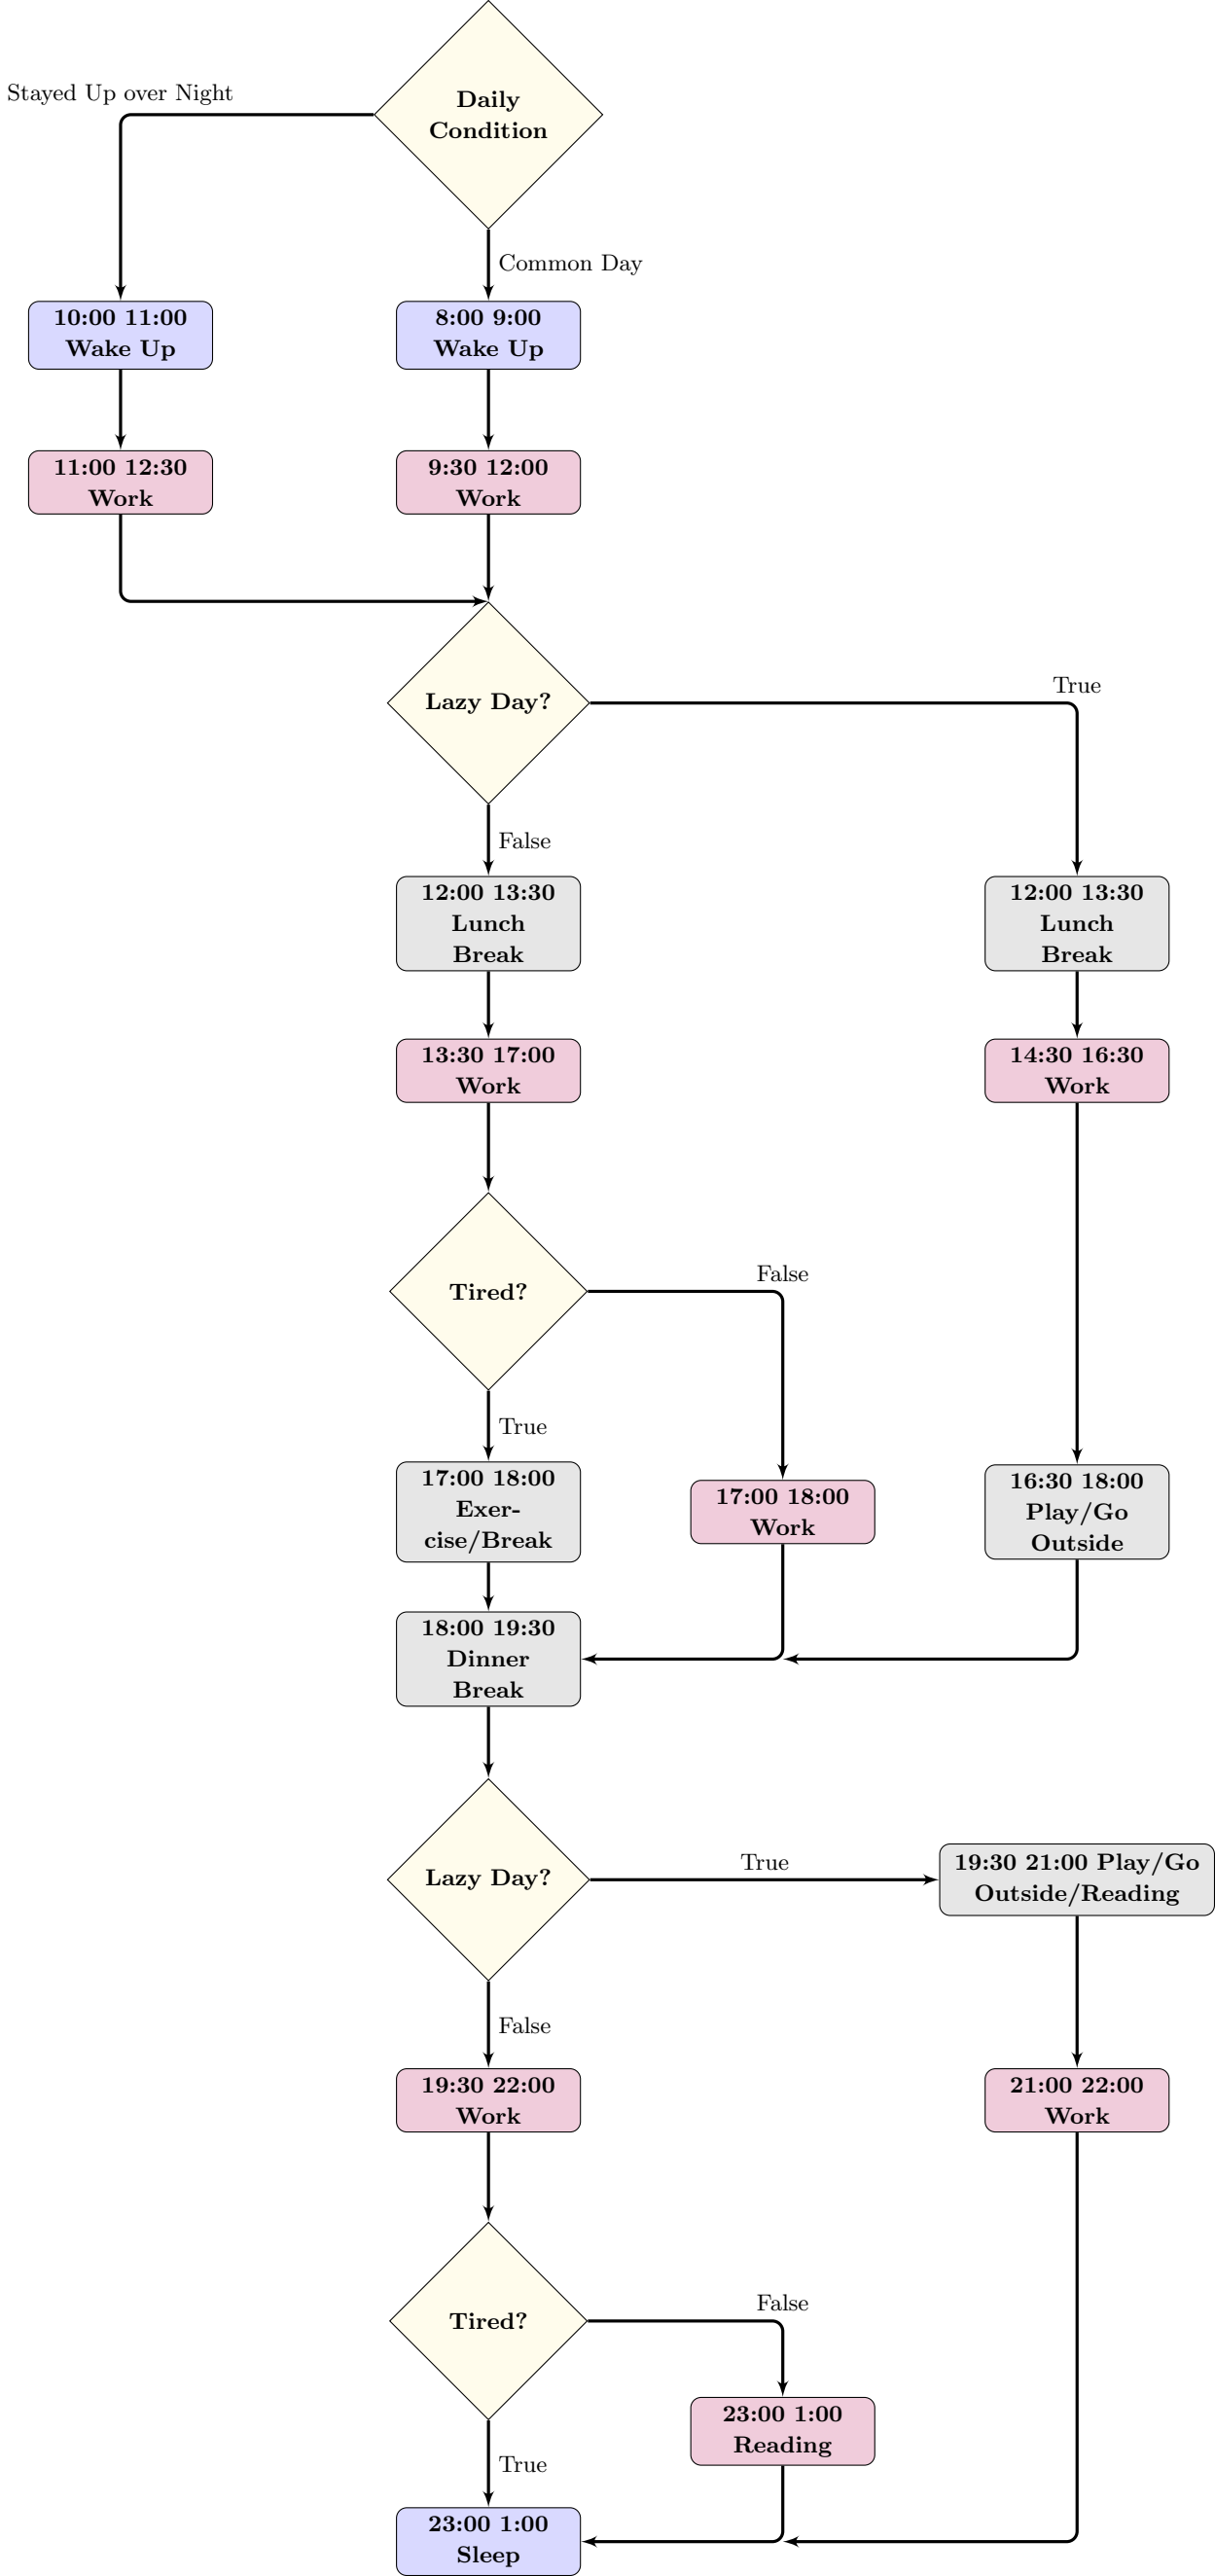 Daily
Condition
Stayed Up over Night
Common Day
10:00 11:00
Wake Up
8:00 9:00
Wake Up
11:00 12:30
Work
9:30 12:00
Work
Lazy Day?
True
False
12:00 13:30
Lunch
Break
12:00 13:30
Lunch
Break
13:30 17:00
Work
14:30 16:30
Work
Tired?
False
True
17:00 18:00
Exer-
cise/Break
17:00 18:00
Work
16:30 18:00
Play/Go
Outside
18:00 19:30
Dinner
Break
Lazy Day?
True
19:30 21:00 Play/Go
Outside/Reading
False
19:30 22:00
Work
21:00 22:00
Work
Tired?
False
23:00 1:00
Reading
True
23:00 1:00
Sleep